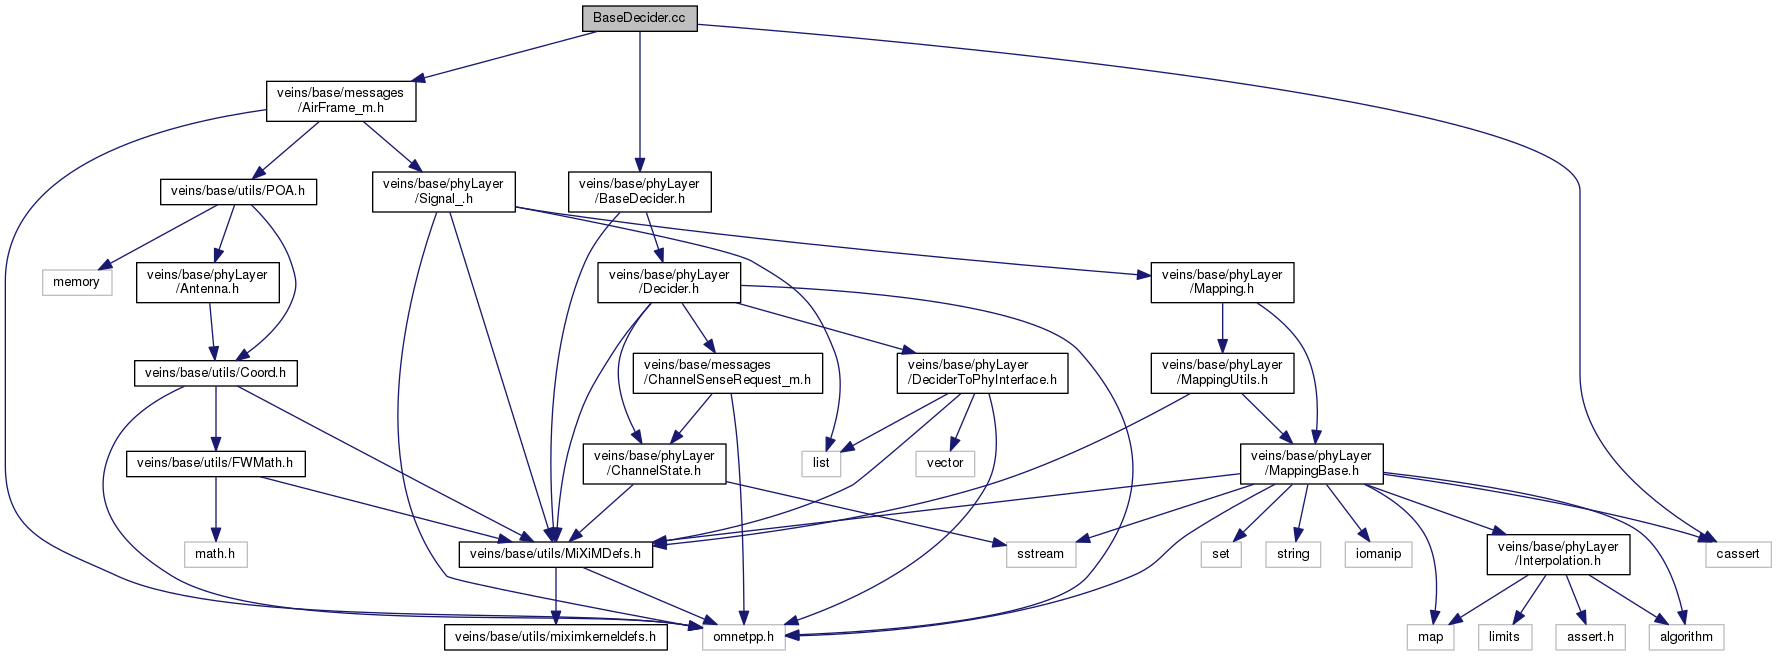 BaseDecider.cc
veins/base/messages
/AirFrame_m.h
veins/base/utils/POA.h
veins/base/phyLayer
/Signal_.h
veins/base/phyLayer
/BaseDecider.h
memory
veins/base/phyLayer
/Antenna.h
veins/base/phyLayer
/Decider.h
veins/base/phyLayer
/Mapping.h
veins/base/utils/Coord.h
veins/base/messages
/ChannelSenseRequest_m.h
veins/base/phyLayer
/DeciderToPhyInterface.h
veins/base/phyLayer
/MappingUtils.h
veins/base/utils/FWMath.h
veins/base/phyLayer
/ChannelState.h
list
vector
veins/base/phyLayer
/MappingBase.h
math.h
veins/base/utils/MiXiMDefs.h
sstream
set
string
iomanip
veins/base/phyLayer
/Interpolation.h
cassert
veins/base/utils/miximkerneldefs.h
omnetpp.h
map
limits
assert.h
algorithm